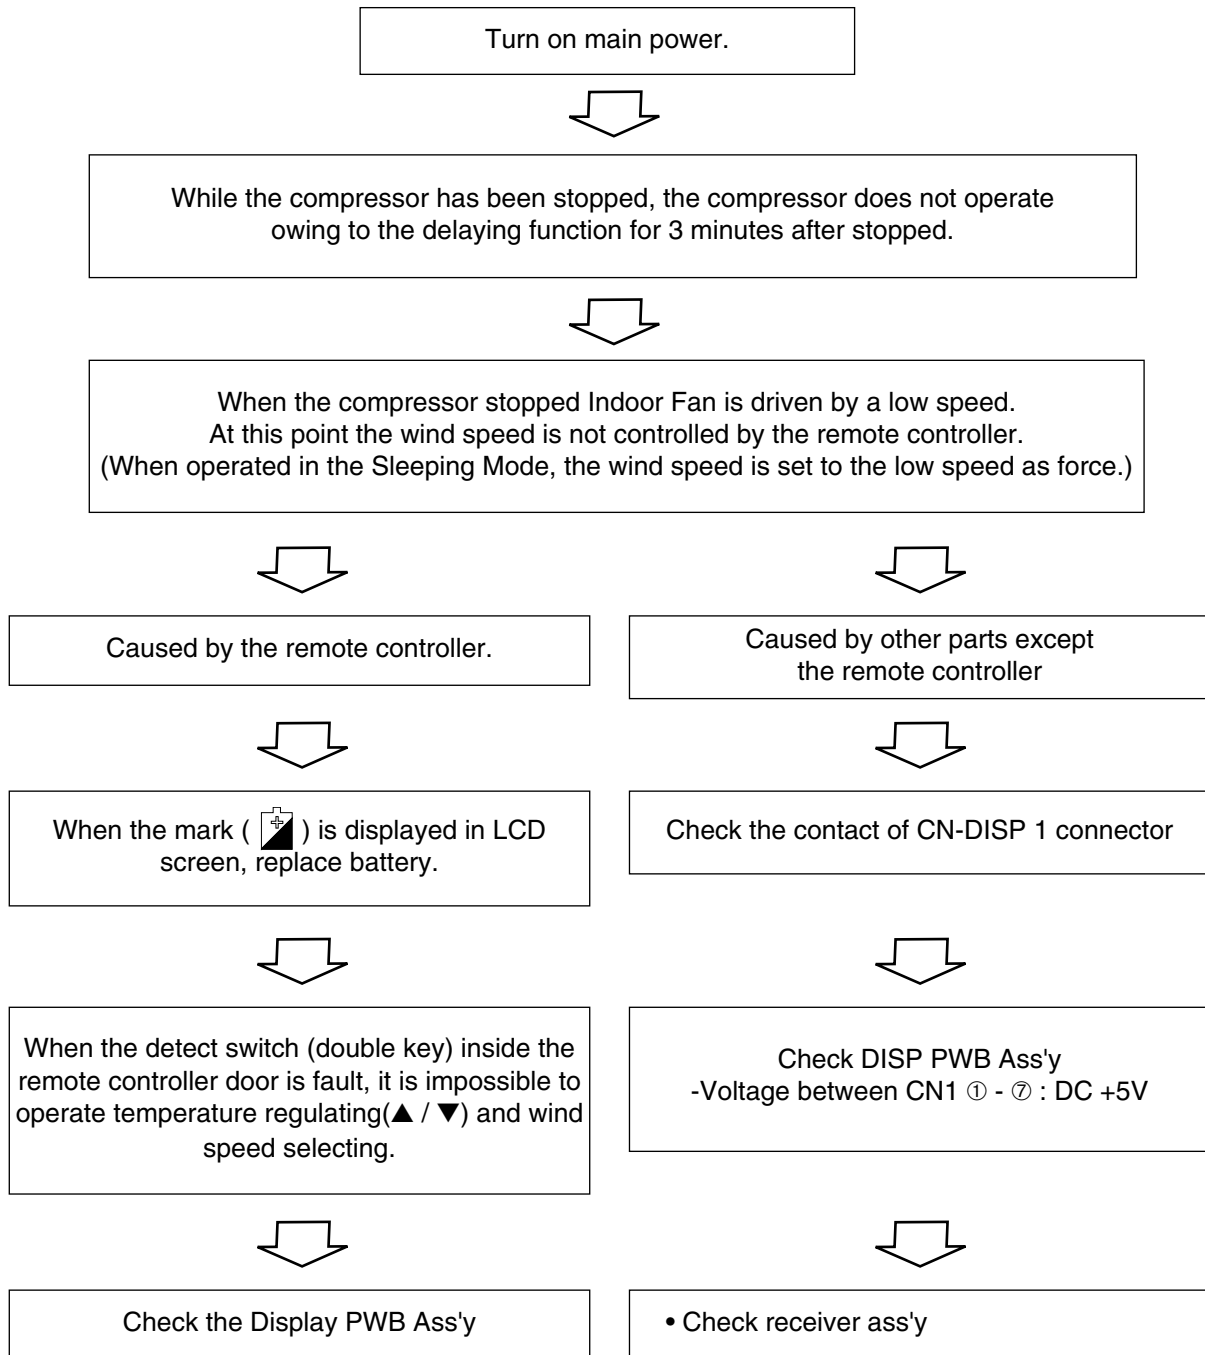 Turn on main power.
While the compressor has been stopped, the compressor does not operate
owing to the delaying function for 3 minutes after stopped.
When the compressor stopped Indoor Fan is driven by a low speed.
At this point the wind speed is not controlled by the remote controller.
(When operated in the Sleeping Mode, the wind speed is set to the low speed as force.)
Caused by the remote controller.
When the mark ( ) is displayed in LCD
screen, replace battery.
When the detect switch (double key) inside the
remote controller door is fault, it is impossible to
operate temperature regulating(▲ / ▼) and wind
speed selecting.
Check the Display PWB Ass'y
Caused by other parts except
the remote controller
Check the contact of CN-DISP 1 connector
Check DISP PWB Ass'y
-Voltage between CN1 ① - ⑦ : DC +5V
• Check receiver ass'y